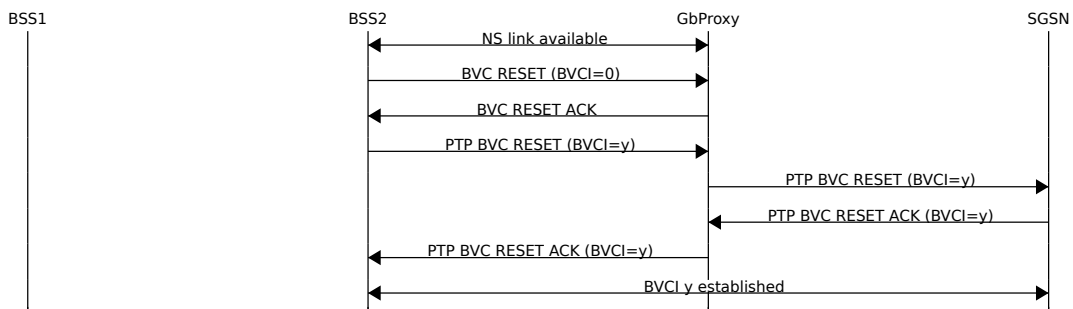 BSS1 BSS2 GbProxy SGSN
NS link available
BVC RESET (BVCI=0)
BVC RESET ACK
PTP BVC RESET (BVCI=y)
PTP BVC RESET (BVCI=y)
PTP BVC RESET ACK (BVCI=y)
PTP BVC RESET ACK (BVCI=y)
BVCI y established